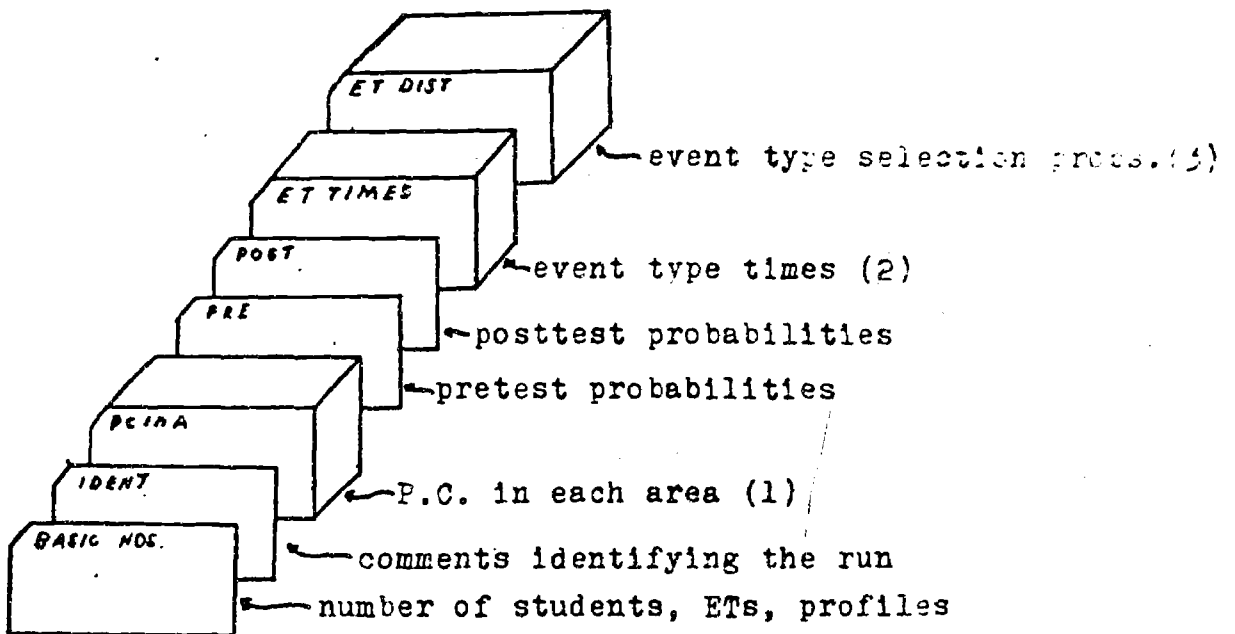 ET DIST
event type selection (3)
ET TIMES
event type times (2)
POST
posttest probabilities
PRE
pretest probabilities
PCINA
P.C. in each area (1)
IDENT
comments identifying the run
BASIC NOS.
number of students, ETs, profiles